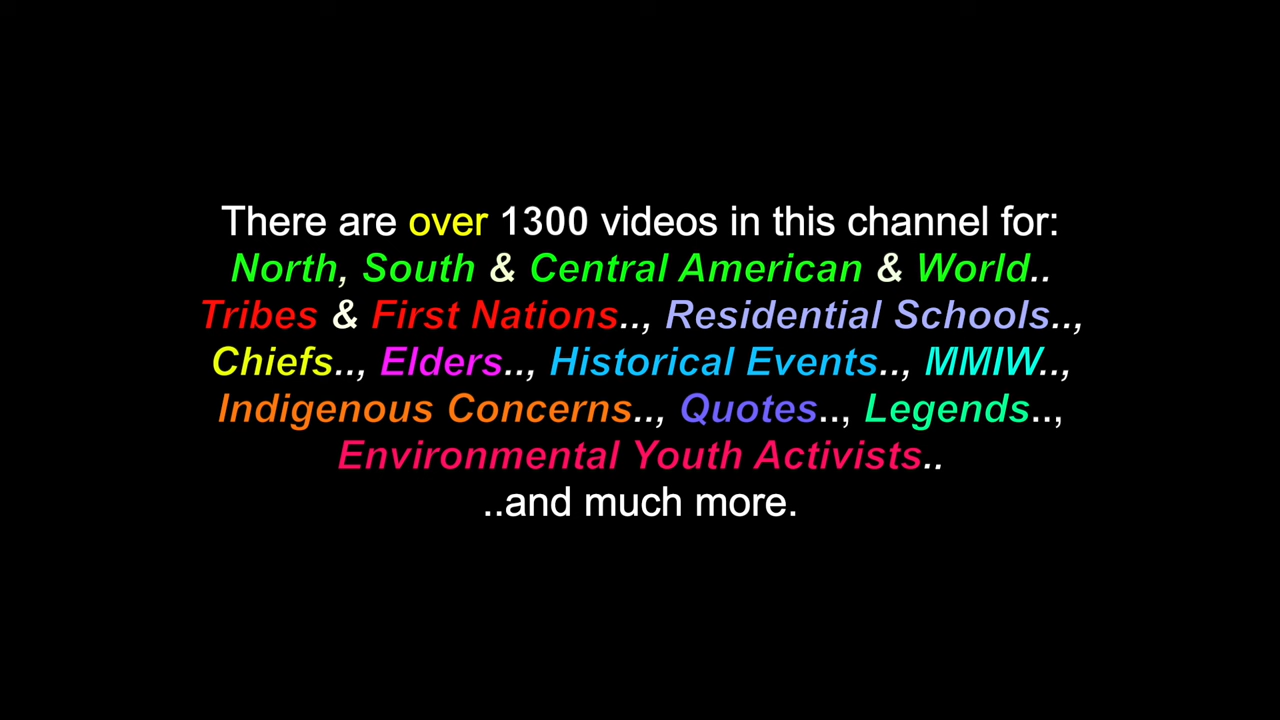 There are over 1300 videos in this channel for:
North, South & Central American & World..
Tribes & First Nations.., Residential Schools..,
Chiefs.., Elders.., Historical Events.., MMIW..,
Indigenous Concerns.., Quotes.., Legends..,
Environmental Youth Activists..
..and much more.